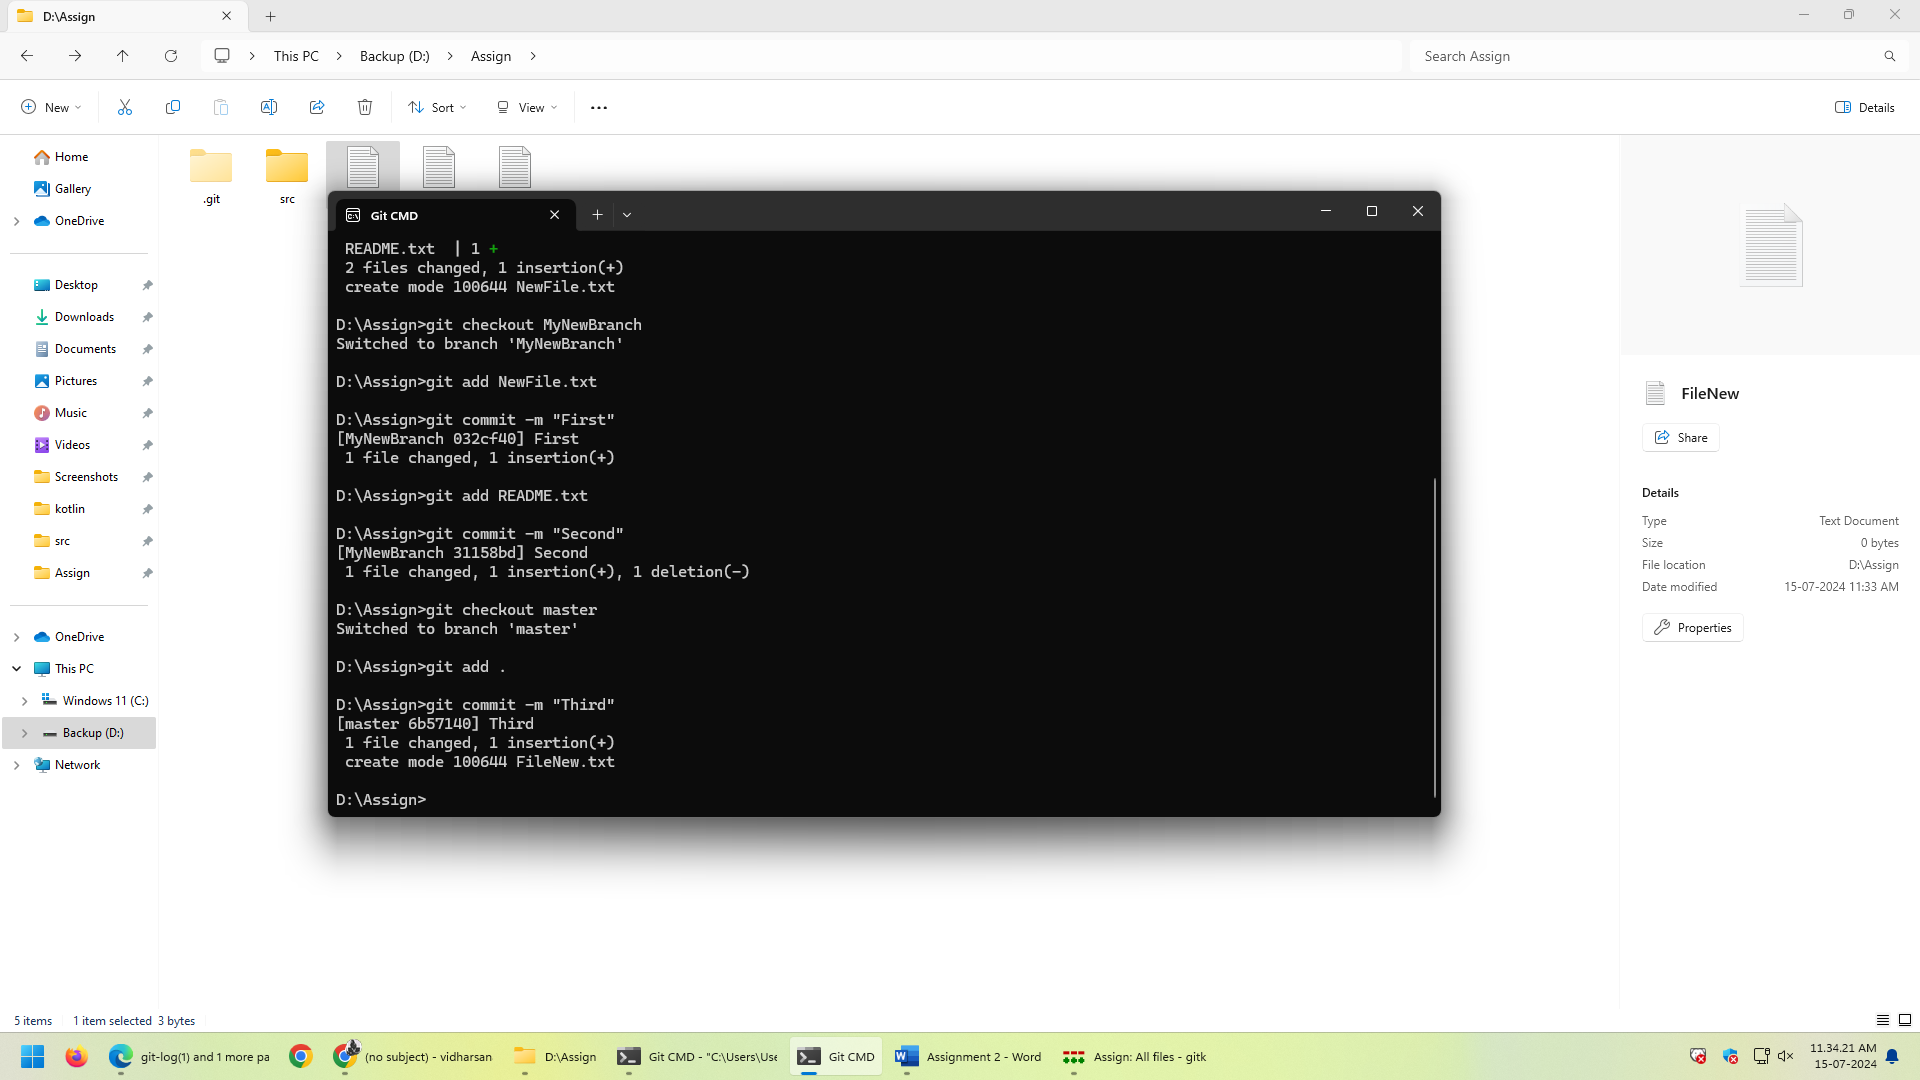 D:\Assign
This PC
Backup (D:)
Assign
Search Assign
New
Sort
View
Details
Home
Gallery
OneDrive
Desktop
Downloads
Documents
Pictures
Music
Videos
Screenshots
kotlin
src
Assign
OneDrive
This PC
Windows 11 (C:)
Backup (D:)
Network
.git
src
Git CMD
README.txt | 1 +
2 files changed, 1 insertion(+)
create mode 100644 NewFile.txt
D:\Assign>git checkout MyNewBranch
Switched to branch 'MyNewBranch'
D:\Assign>git add NewFile.txt
D:\Assign>git commit -m "First"
[MyNewBranch 032cf40] First
1 file changed, 1 insertion(+)
D:\Assign>git add README.txt
D:\Assign>git commit -m "Second"
[MyNewBranch 31158bd] Second
1 file changed, 1 insertion(+), 1 deletion(-)
D:\Assign>git checkout master
Switched to branch 'master'
D:\Assign>git add .
D:\Assign>git commit -m "Third"
[master 6b57140] Third
1 file changed, 1 insertion(+)
create mode 100644 FileNew.txt
D:\Assign>
FileNew
Share
Details
Type Text Document
Size 0 bytes
File location D:\Assign
Date modified 15-07-2024 11:33 AM
Properties
5 items 1 item selected 3 bytes
git-log(1) and 1 more pa
(no subject) - vidharsan
D:\Assign
Git CMD - "C:\Users\Use
Git CMD
Assignment 2 - Word
Assign: All files - gitk
11.34.21 AM
15-07-2024